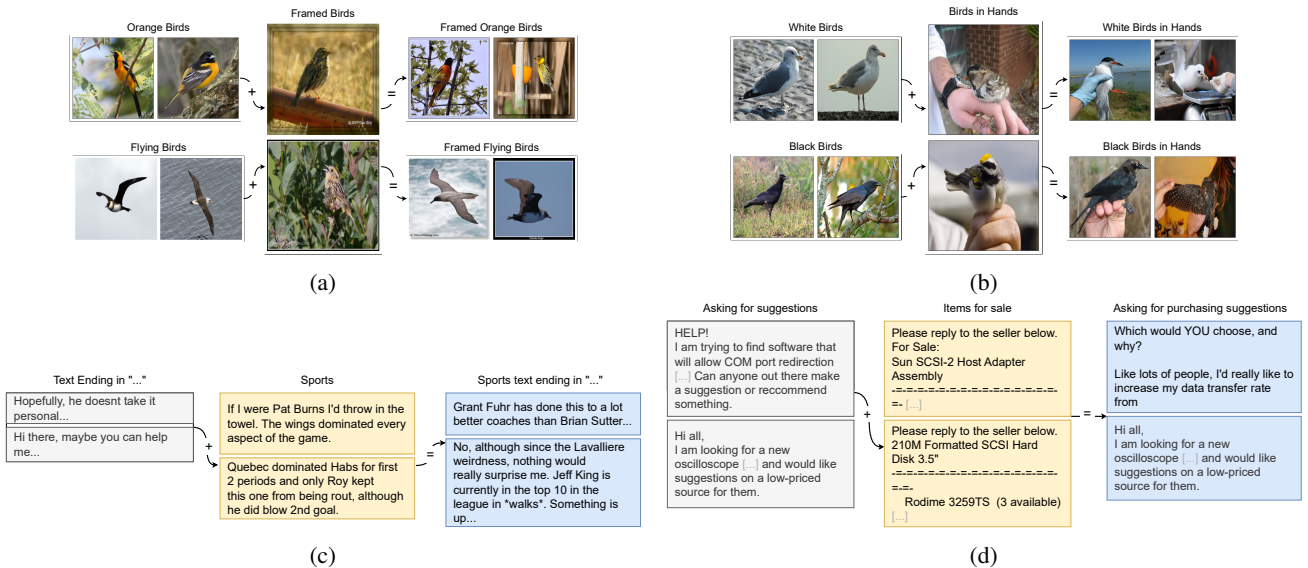 Orange Birds
Framed Birds
Framed Orange Birds
+
=
Flying Birds
Framed Flying Birds
+
=
(a)
White Birds
Birds in Hands
White Birds in Hands
+
=
Black Birds
Black Birds in Hands
+
=
(b)
Text Ending in "..."
Hopefully, he doesnt take it
personal...
Hi there, maybe you can help
me...
+
Sports
If I were Pat Burns I'd throw in the
towel. The wings dominated every
aspect of the game.
Quebec dominated Habs for first
2 periods and only Roy kept
this one from being rout, although
he did blow 2nd goal.
=
Sports text ending in "..."
Grant Fuhr has done this to a lot
better coaches than Brian Sutter...
No, although since the Lavalliere
weirdness, nothing would
really surprise me. Jeff King is
currently in the top 10 in the
league in *walks*. Something is
up...
(c)
Asking for suggestions
HELP!
I am trying to find software that
will allow COM port redirection
[...] Can anyone out there make
a suggestion or reccommend
something.
Hi all,
I am looking for a new
oscilloscope [...] and would like
suggestions on a low-priced
source for them.
+
Items for sale
Please reply to the seller below.
For Sale:
Sun SCSI-2 Host Adapter
Assembly
-=-=-=-=-=-=-=-=-=-=-=-=-=-=-
=- [...]
Please reply to the seller below.
210M Formatted SCSI Hard
Disk 3.5"
-=-=-=-=-=-=-=-=-=-=-=-=-=-=-
=-=-
Rodime 3259TS (3 available)
[...]
=
Asking for purchasing suggestions
Which would YOU choose, and
why?
Like lots of people, I'd really like to
increase my data transfer rate
from
Hi all,
I am looking for a new
oscilloscope [...] and would like
suggestions on a low-priced
source for them.
(d)